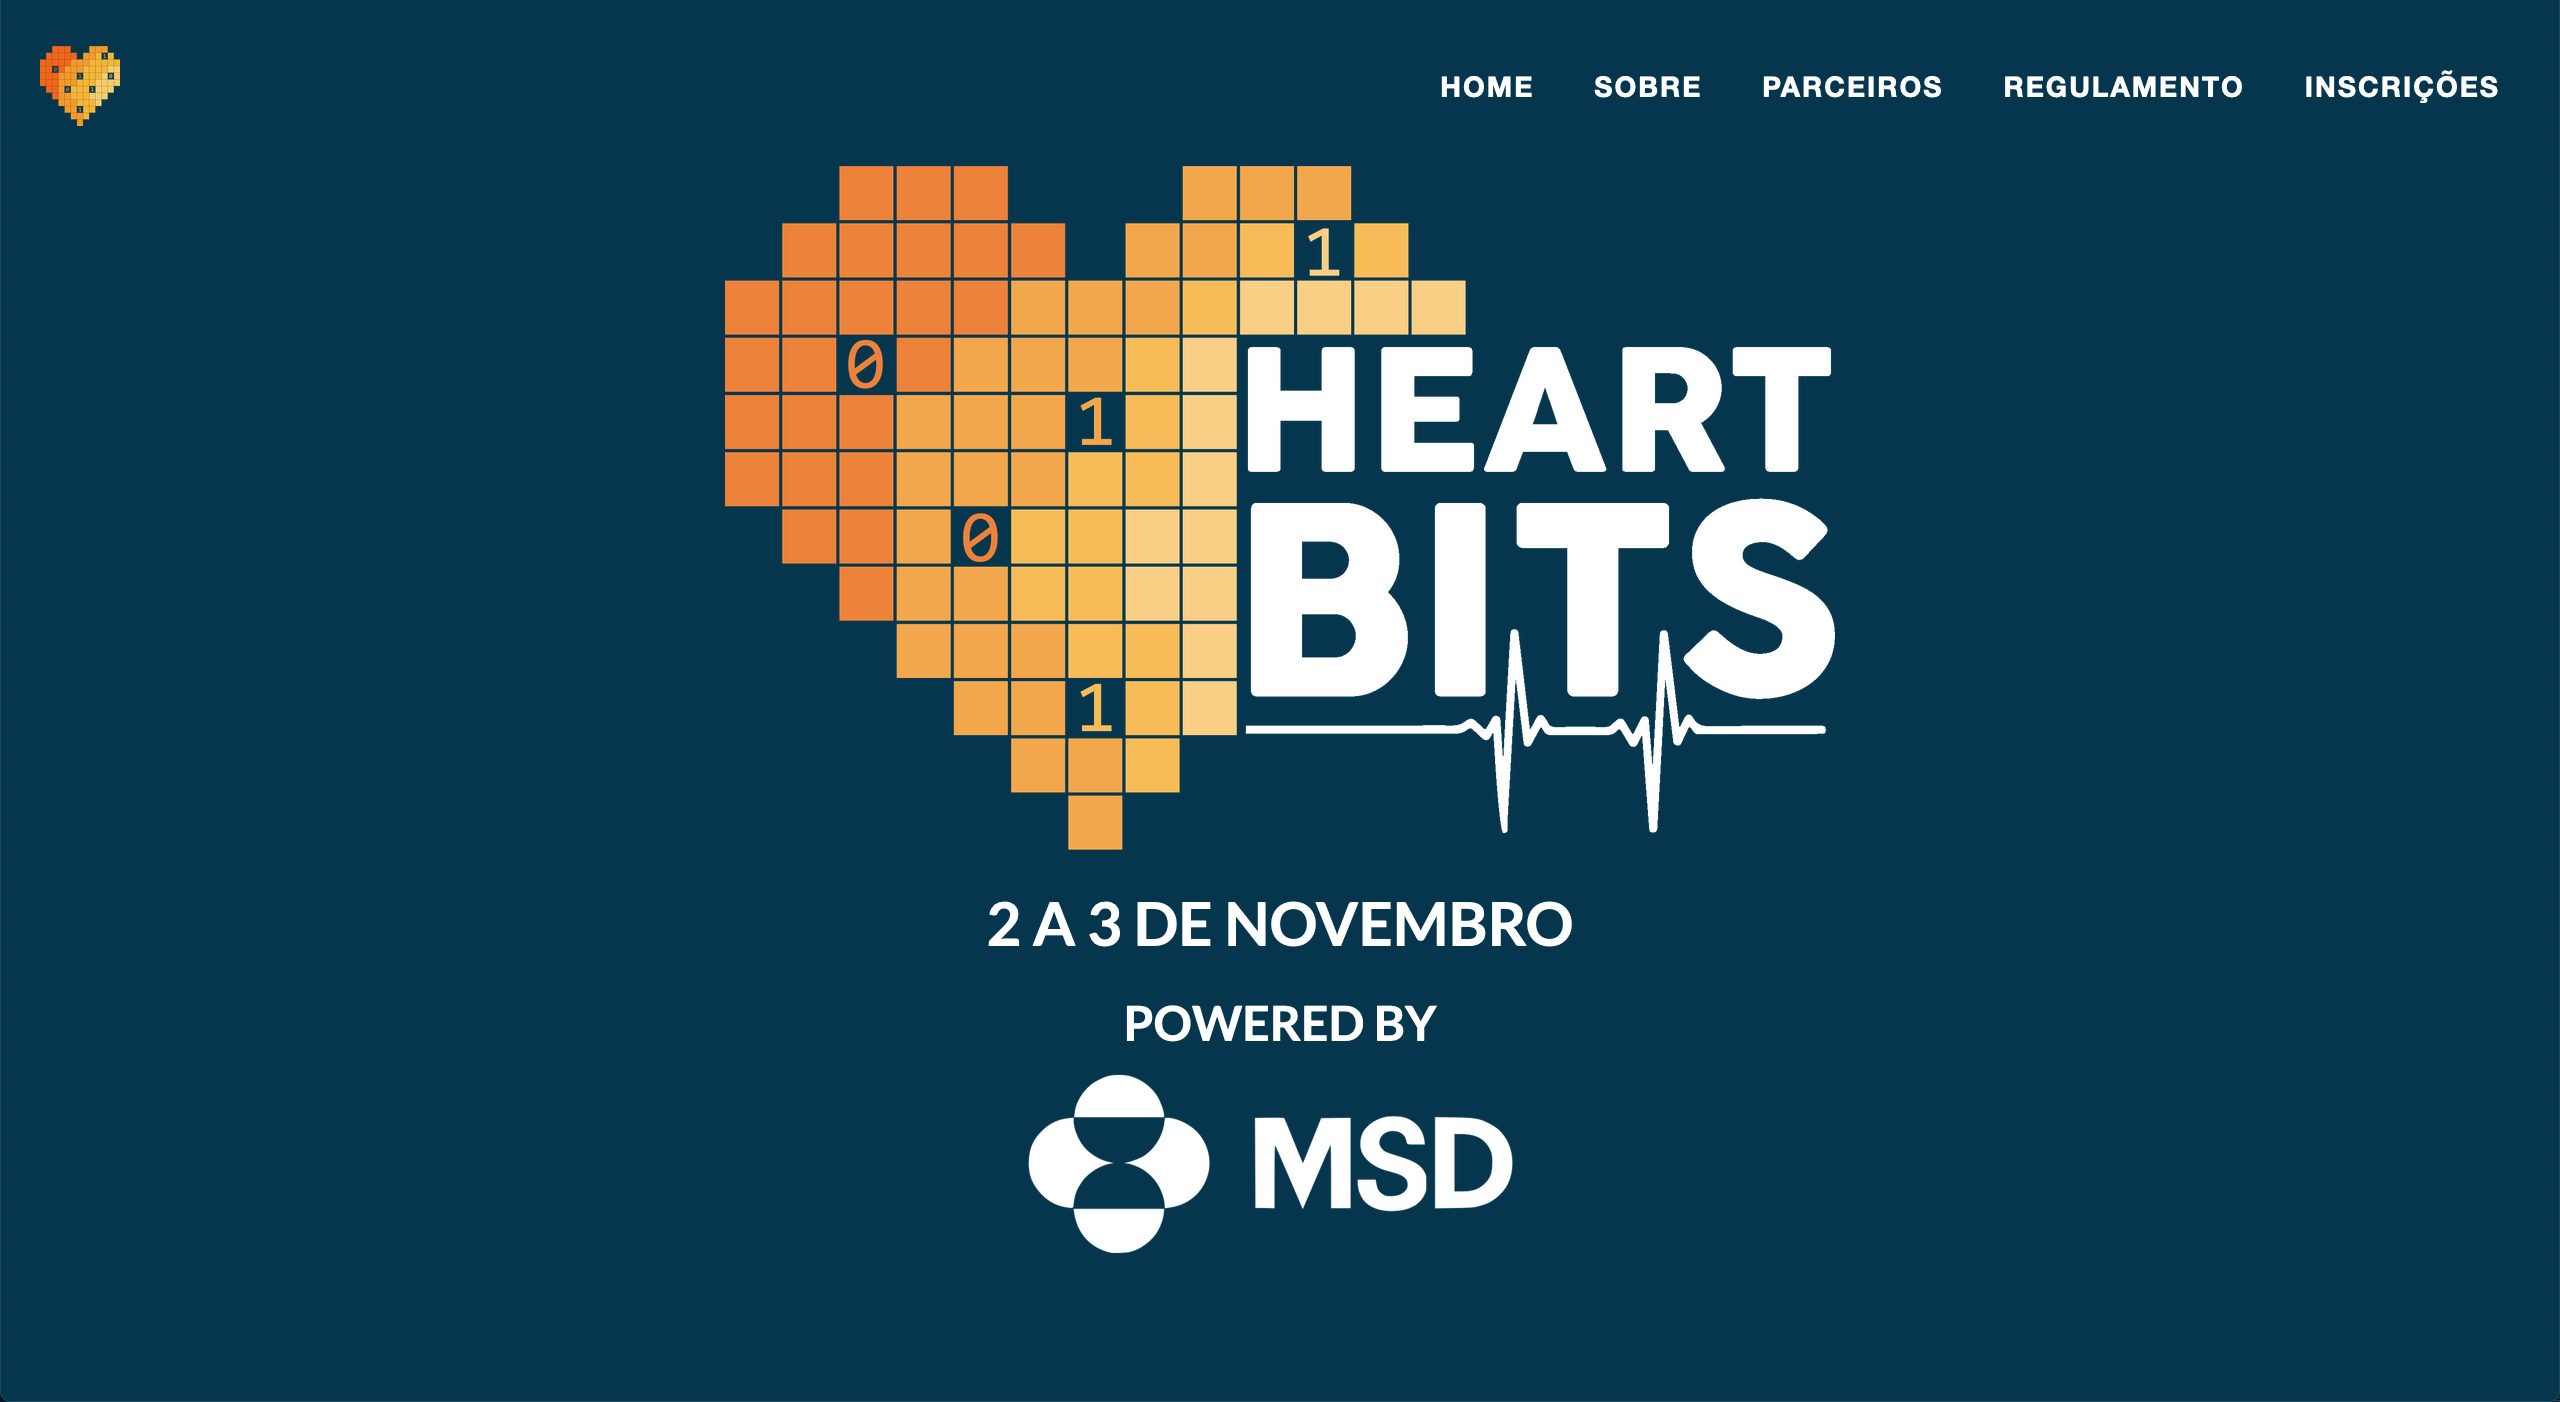 HOME SOBRE PARCEIROS REGULAMENTO INSCRIÇÕES
1
0
1
0
1
HEART
BITS
2 A 3 DE NOVEMBRO
POWERED BY
MSD